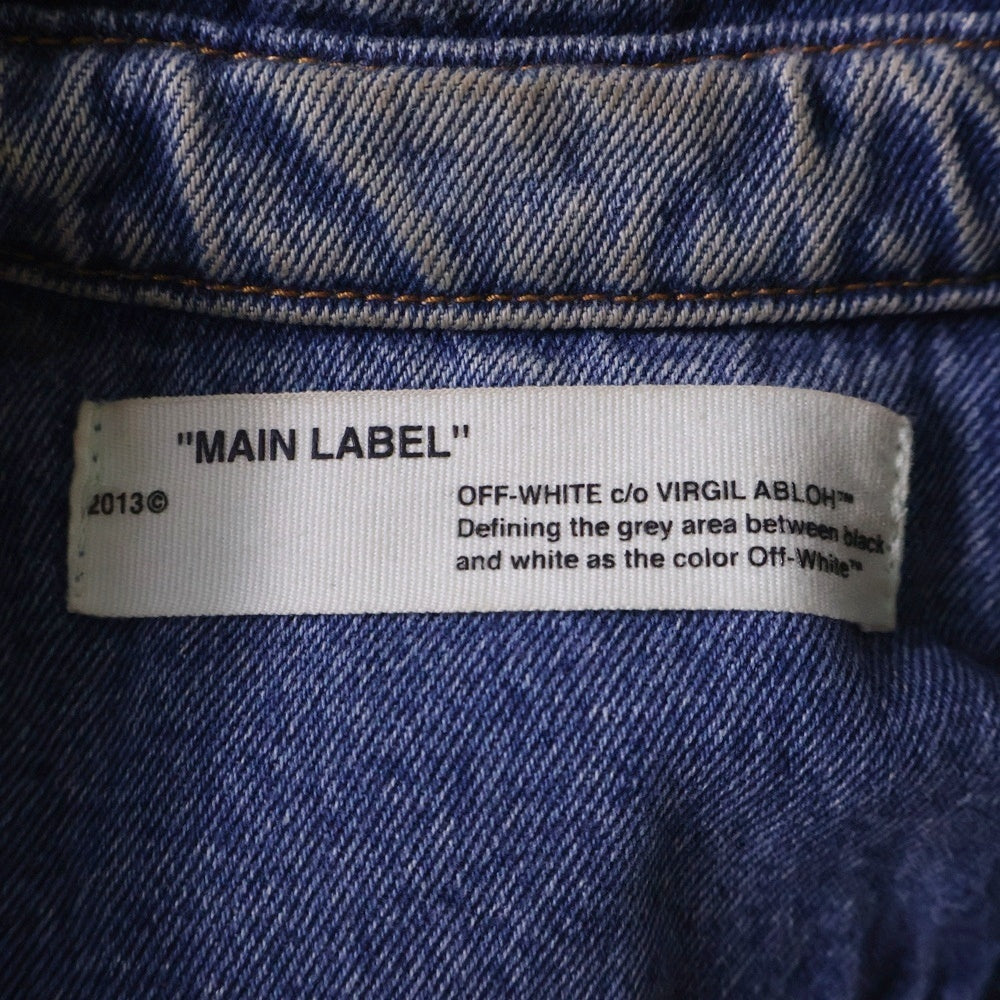 "MAIN LABEL"
2013©
OFF-WHITE c/o VIRGIL ABLOH™
Defining the grey area between black
and white as the color Off-White™